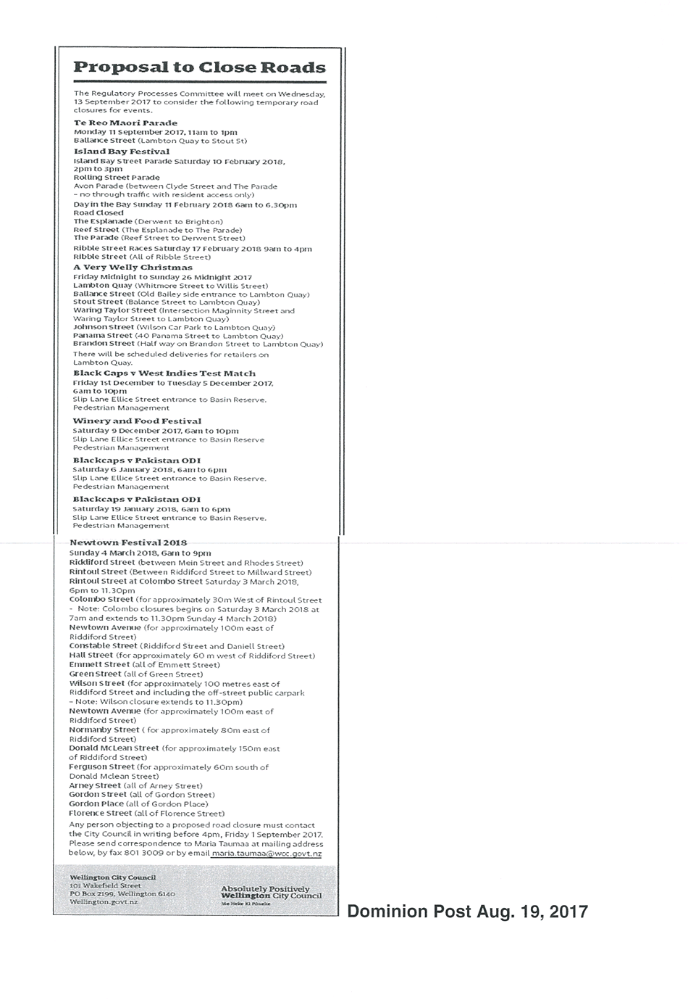 Proposal to Close Roads
The Regulatory Processes Committee will meet on Wednesday,
13 September 2017 to consider the following temporary road
closures for events.
Te Reo Maori Parade
Monday 11 September 2017, 11am to 1pm
Ballance Street (Lambton Quay to Stout St)
Island Bay Festival
Island Bay Street Parade Saturday 10 February 2018,
2pm to 3pm
Rolling Street Parade
Avon Parade (between Clyde Street and The Parade
– no through traffic with resident access only)
Day in the Bay Sunday 11 February 2018 6am to 6.30pm
Road Closed
The Esplanade (Derwent to Brighton)
Reef Street (The Esplanade to The Parade)
The Parade (Reef Street to Derwent Street)
Ribble Street Races Saturday 17 February 2018 9am to 4pm
Ribble Street (All of Ribble Street)
A Very Welly Christmas
Friday Midnight to Sunday 26 Midnight 2017
Lambton Quay (Whitmore Street to Willis Street)
Ballance Street (Old Bailey side entrance to Lambton Quay)
Stout Street (Balance Street to Lambton Quay)
Waring Taylor Street (Intersection Maginnity Street and
Waring Taylor Street to Lambton Quay)
Johnson Street (Wilson Car Park to Lambton Quay)
Panama Street (40 Panama Street to Lambton Quay)
Brandon Street (Half way on Brandon Street to Lambton Quay)
There will be scheduled deliveries for retailers on
Lambton Quay.
Black Caps v West Indies Test Match
Friday 1st December to Tuesday 5 December 2017,
6am to 10pm
Slip Lane Ellice Street entrance to Basin Reserve.
Pedestrian Management
Winery and Food Festival
Saturday 9 December 2017, 6am to 10pm
Slip Lane Ellice Street entrance to Basin Reserve
Pedestrian Management
Blackcaps v Pakistan ODI
Saturday 6 January 2018, 6am to 6pm
Slip Lane Ellice Street entrance to Basin Reserve.
Pedestrian Management
Blackcaps v Pakistan ODI
Saturday 19 January 2018, 6am to 6pm
Slip Lane Ellice Street entrance to Basin Reserve.
Pedestrian Management
Newtown Festival 2018
Sunday 4 March 2018, 6am to 9pm
Riddiford Street (between Mein Street and Rhodes Street)
Rintoul Street (Between Riddiford Street to Millward Street)
Rintoul Street at Colombo Street Saturday 3 March 2018,
6pm to 11.30pm
Colombo Street (for approximately 30m West of Rintoul Street
- Note: Colombo closures begins on Saturday 3 March 2018 at
7am and extends to 11.30pm Sunday 4 March 2018)
Newtown Avenue (for approximately 100m east of
Riddiford Street)
Constable Street (Riddiford Street and Daniell Street)
Hall Street (for approximately 60 m west of Riddiford Street)
Emmett Street (all of Emmett Street)
Green Street (all of Green Street)
Wilson Street (for approximately 100 metres east of
Riddiford Street and including the off-street public carpark
– Note: Wilson closure extends to 11.30pm)
Newtown Avenue (for approximately 100m east of
Riddiford Street)
Normanby Street ( for approximately 80m east of
Riddiford Street)
Donald McLean Street (for approximately 150m east
of Riddiford Street)
Ferguson Street (for approximately 60m south of
Donald Mclean Street)
Arney Street (all of Arney Street)
Gordon Street (all of Gordon Street)
Gordon Place (all of Gordon Place)
Florence Street (all of Florence Street)
Any person objecting to a proposed road closure must contact
the City Council in writing before 4pm, Friday 1 September 2017.
Please send correspondence to Maria Taumaa at mailing address
below, by fax 801 3009 or by email maria.taumaa@wcc.govt.nz
Wellington City Council
101 Wakefield Street
PO Box 2199, Wellington 6140
Wellington.govt.nz
Absolutely Positively
Wellington City Council
Me Heke Ki Pōneke
Dominion Post Aug. 19, 2017